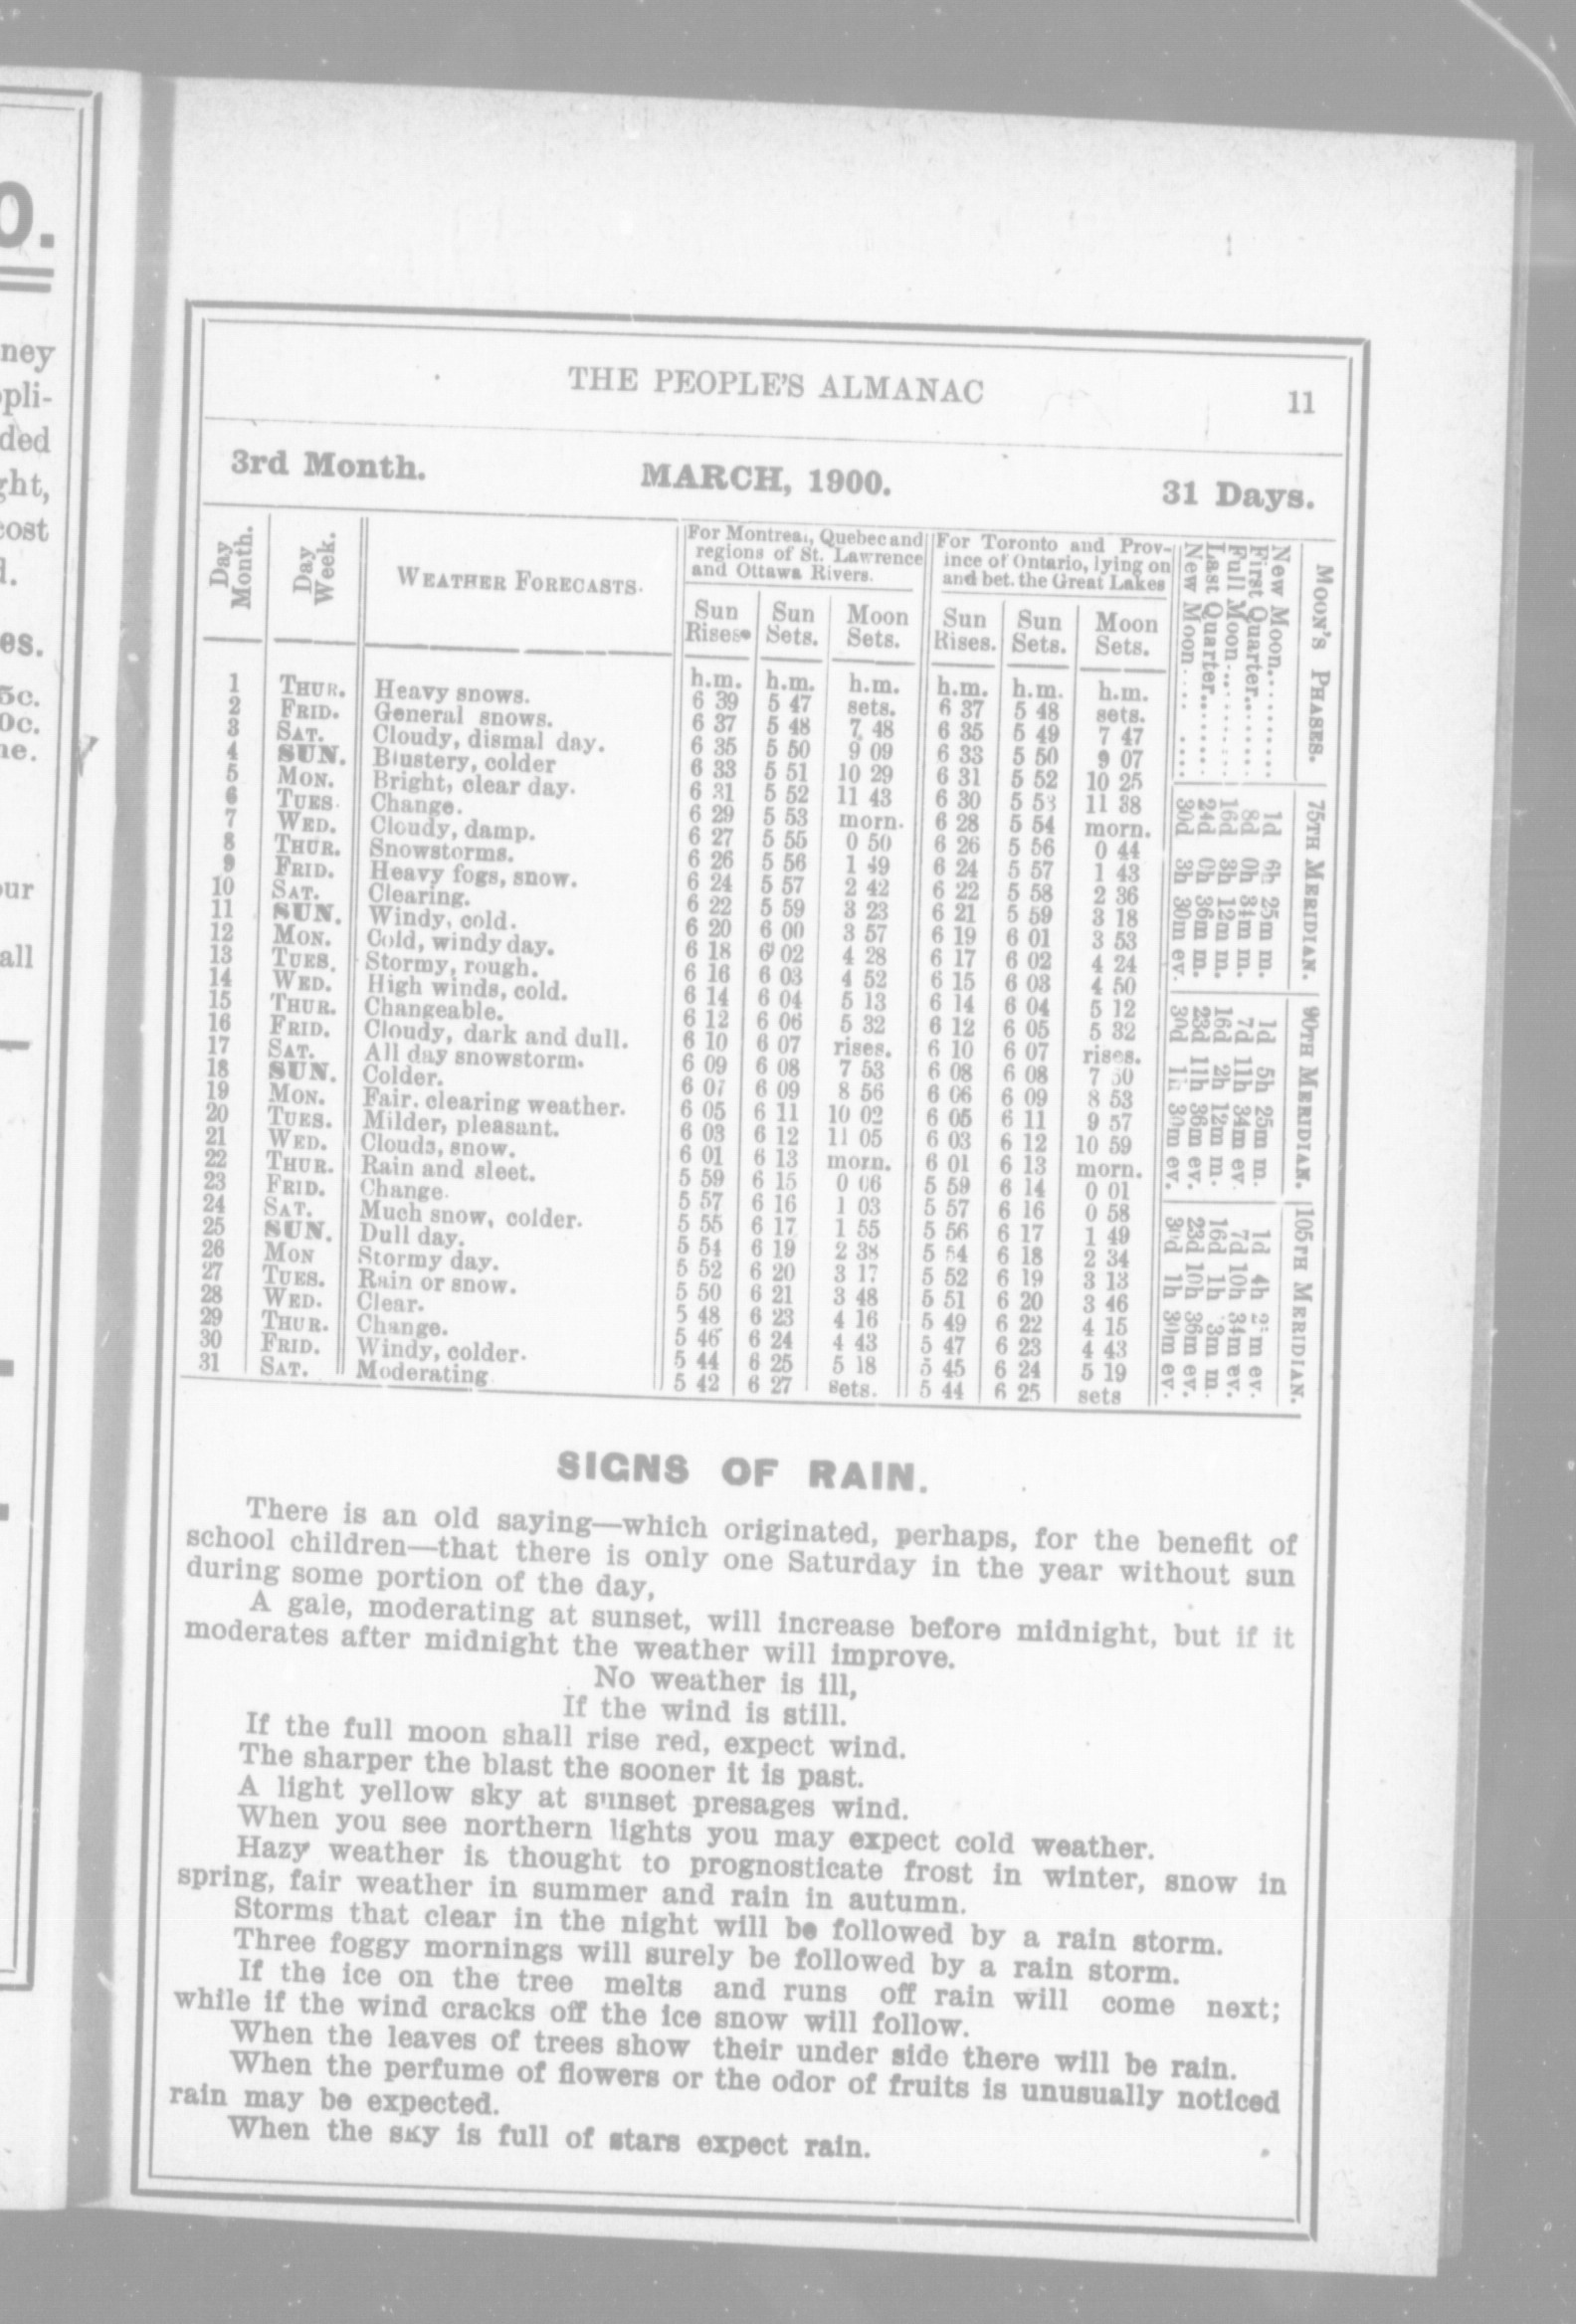 O.
ney
pli-
ded
ght,
cost
d.
es.
5c.
0c.
ne.
our
all
THE PEOPLE'S ALMANAC 11
3rd Month. MARCH, 1900. 31 Days.
Day Month. Day Week. WEATHER FORECASTS.
For Montreal, Quebec and regions of St. Lawrence and Ottawa Rivers.
For Toronto and Province of Ontario, lying on and bet. the Great Lakes
Sun Rises. Sun Sets. Moon Sets. Sun Rises. Sun Sets. Moon Sets.
h.m. h.m. h.m. h.m. h.m. h.m.
1 THUR. Heavy snows. 6 39 5 47 sets. 6 37 5 48 sets.
2 FRID. General snows. 6 37 5 48 7 48 6 35 5 49 7 47
3 SAT. Cloudy, dismal day. 6 35 5 50 9 09 6 33 5 50 9 07
4 SUN. Blustery, colder 6 33 5 51 10 29 6 31 5 52 10 25
5 MON. Bright, clear day. 6 31 5 52 11 43 6 30 5 53 11 38
6 TUES. Change. 6 29 5 53 morn. 6 28 5 54 morn.
7 WED. Cloudy, damp. 6 27 5 55 0 50 6 26 5 56 0 44
8 THUR. Snowstorms. 6 26 5 56 1 49 6 24 5 57 1 43
9 FRID. Heavy fogs, snow. 6 24 5 57 2 42 6 22 5 58 2 36
10 SAT. Clearing. 6 22 5 59 3 23 6 21 5 59 3 18
11 SUN. Windy, cold. 6 20 6 00 3 57 6 19 6 01 3 53
12 MON. Cold, windy day. 6 18 6 02 4 28 6 17 6 02 4 24
13 TUES. Stormy, rough. 6 16 6 03 4 52 6 15 6 03 4 50
14 WED. High winds, cold. 6 14 6 04 5 13 6 14 6 04 5 12
15 THUR. Changeable. 6 12 6 06 5 32 6 12 6 05 5 32
16 FRID. Cloudy, dark and dull. 6 10 6 07 rises. 6 10 6 07 rises.
17 SAT. All day snowstorm. 6 09 6 08 7 53 6 08 6 08 7 50
18 SUN. Colder. 6 07 6 09 8 56 6 06 6 09 8 53
19 MON. Fair, clearing weather. 6 05 6 11 10 02 6 05 6 11 9 57
20 TUES. Milder, pleasant. 6 03 6 12 11 05 6 03 6 12 10 59
21 WED. Clouds, snow. 6 01 6 13 morn. 6 01 6 13 morn.
22 THUR. Rain and sleet. 5 59 6 15 0 06 5 59 6 14 0 01
23 FRID. Change. 5 57 6 16 1 03 5 57 6 16 0 58
24 SAT. Much snow, colder. 5 55 6 17 1 55 5 56 6 17 1 49
25 SUN. Dull day. 5 54 6 19 2 38 5 54 6 18 2 34
26 MON Stormy day. 5 52 6 20 3 17 5 52 6 19 3 13
27 TUES. Rain or snow. 5 50 6 21 3 48 5 51 6 20 3 46
28 WED. Clear. 5 48 6 23 4 16 5 49 6 22 4 15
29 THUR. Change. 5 46 6 24 4 43 5 47 6 23 4 43
30 FRID. Windy, colder. 5 44 6 25 5 18 5 45 6 24 5 19
31 SAT. Moderating 5 42 6 27 sets. 5 44 6 25 sets
MOON'S PHASES. 75TH MERIDIAN. 90TH MERIDIAN. 105TH MERIDIAN.
New Moon 1d 6h 25m m. 1d 5h 25m m. 1d 4h m ev.
First Quarter 8d 0h 34m m. 7d 11h 34m ev. 7d 10h 34m ev.
Full Moon 16d 3h 12m m. 16d 2h 12m m. 16d 1h m m.
Last Quarter 24d 0h 36m m. 23d 11h 36m ev. 23d 10h 36m ev.
New Moon 30d 3h 30m ev. 30d 30m ev. 30d 1h 30m ev.
SIGNS OF RAIN.
There is an old saying—which originated, perhaps, for the benefit of
school children—that there is only one Saturday in the year without sun
during some portion of the day,
A gale, moderating at sunset, will increase before midnight, but if it
moderates after midnight the weather will improve.
No weather is ill,
If the wind is still.
If the full moon shall rise red, expect wind.
The sharper the blast the sooner it is past.
A light yellow sky at sunset presages wind.
When you see northern lights you may expect cold weather.
Hazy weather is thought to prognosticate frost in winter, snow in
spring, fair weather in summer and rain in autumn.
Storms that clear in the night will be followed by a rain storm.
Three foggy mornings will surely be followed by a rain storm.
If the ice on the tree melts and runs off rain will come next;
while if the wind cracks off the ice snow will follow.
When the leaves of trees show their under side there will be rain.
When the perfume of flowers or the odor of fruits is unusually noticed
rain may be expected.
When the sky is full of stars expect rain.